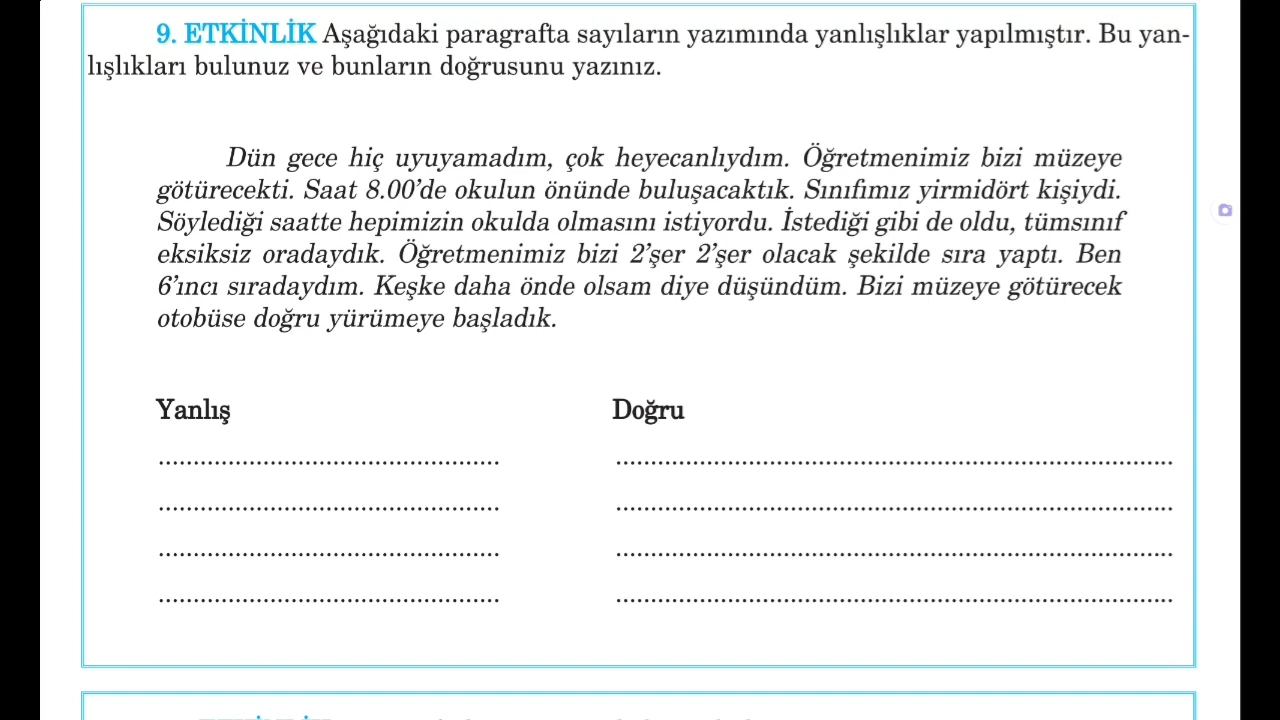 9. ETKİNLİK Aşağıdaki paragrafta sayıların yazımında yanlışlıklar yapılmıştır. Bu yan-
lışlıkları bulunuz ve bunların doğrusunu yazınız.
Dün gece hiç uyuyamadım, çok heyecanlıydım. Öğretmenimiz bizi müzeye
götürecekti. Saat 8.00’de okulun önünde buluşacaktık. Sınıfımız yirmidört kişiydi.
Söylediği saatte hepimizin okulda olmasını istiyordu. İstediği gibi de oldu, tümsınıf
eksiksiz oradaydık. Öğretmenimiz bizi 2’şer 2’şer olacak şekilde sıra yaptı. Ben
6’ıncı sıradaydım. Keşke daha önde olsam diye düşündüm. Bizi müzeye götürecek
otobüse doğru yürümeye başladık.
Yanlış Doğru
................................................. ................................................................................
................................................. ................................................................................
................................................. ................................................................................
................................................. ................................................................................